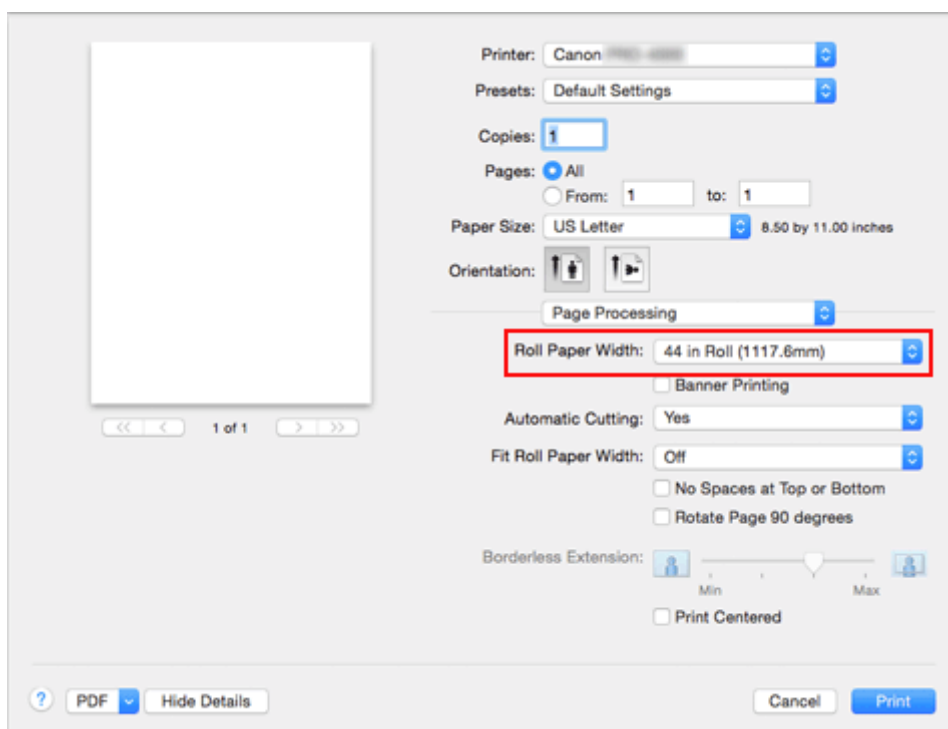 Printer: Canon
Presets: Default Settings
Copies: 1
Pages: All
From: 1 to: 1
Paper Size: US Letter 8.50 by 11.00 inches
Orientation:
Page Processing
Roll Paper Width: 44 in Roll (1117.6mm)
Banner Printing
1 of 1
Automatic Cutting: Yes
Fit Roll Paper Width: Off
No Spaces at Top or Bottom
Rotate Page 90 degrees
Borderless Extension:
Min Max
Print Centered
? PDF Hide Details Cancel Print